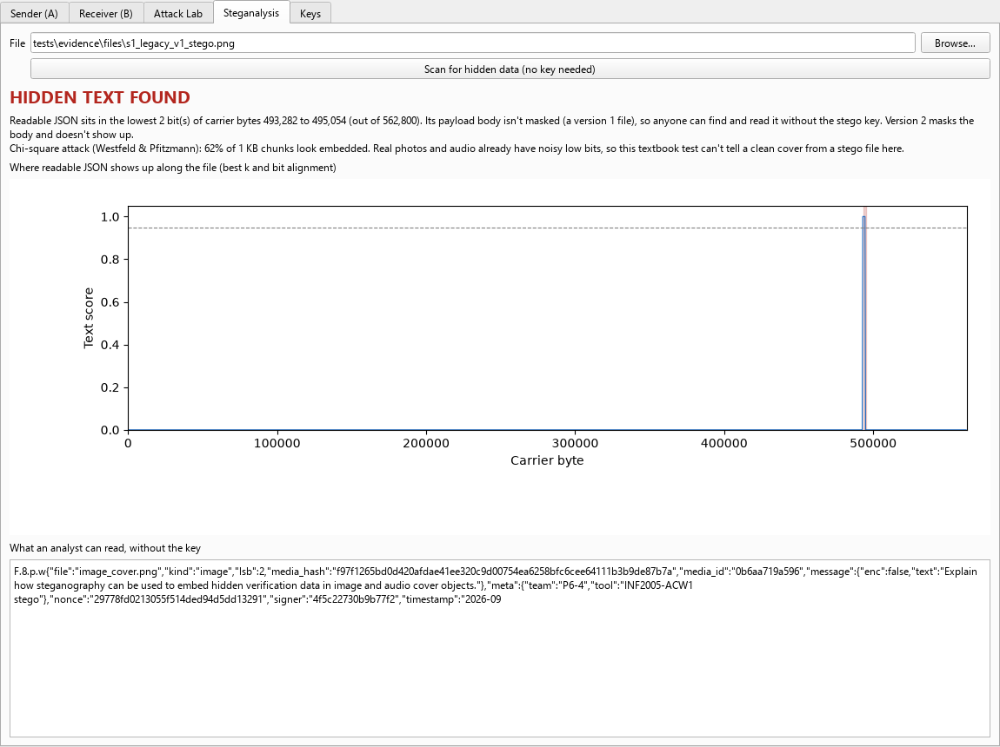 Sender (A) Receiver (B) Attack Lab Steganalysis Keys
File tests\evidence\files\s1_legacy_v1_stego.png Browse...
Scan for hidden data (no key needed)
HIDDEN TEXT FOUND
Readable JSON sits in the lowest 2 bit(s) of carrier bytes 493,282 to 495,054 (out of 562,800). Its payload body isn't masked (a version 1 file), so anyone can find and read it without the stego key. Version 2 masks the
body and doesn't show up.
Chi-square attack (Westfeld & Pfitzmann): 62% of 1 KB chunks look embedded. Real photos and audio already have noisy low bits, so this textbook test can't tell a clean cover from a stego file here.
Where readable JSON shows up along the file (best k and bit alignment)
1.0
0.8
0.6
0.4
0.2
0.0
Text score
0 100000 200000 300000 400000 500000
Carrier byte
What an analyst can read, without the key
F.8.p.w{"file":"image_cover.png","kind":"image","lsb":2,"media_hash":"f97f1265bd0d420afdae41ee320c9d00754ea6258bfc6cee64111b3b9de87b7a","media_id":"0b6aa719a596","message":{"enc":false,"text":"Explain
how steganography can be used to embed hidden verification data in image and audio cover objects."},"meta":{"team":"P6-4","tool":"INF2005-ACW1
stego"},"nonce":"29778fd0213055f514ded94d5dd13291","signer":"4f5c22730b9b77f2","timestamp":"2026-09